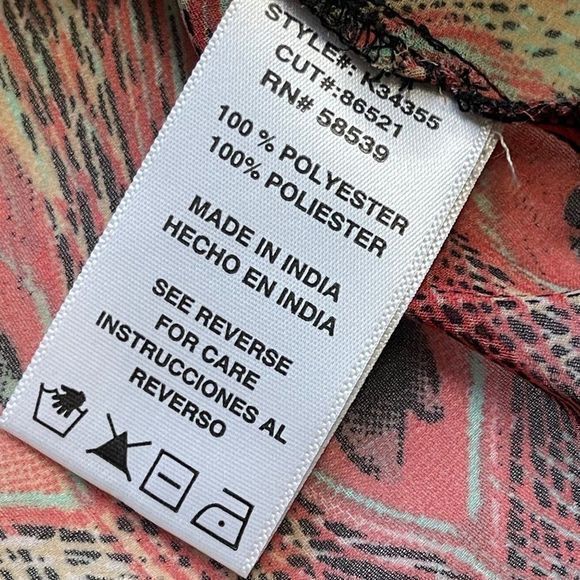 STYLE#: K34355
CUT#:86521
RN# 58539
100 % POLYESTER
100% POLIESTER
MADE IN INDIA
HECHO EN INDIA
SEE REVERSE
FOR CARE
INSTRUCCIONES AL
REVERSO